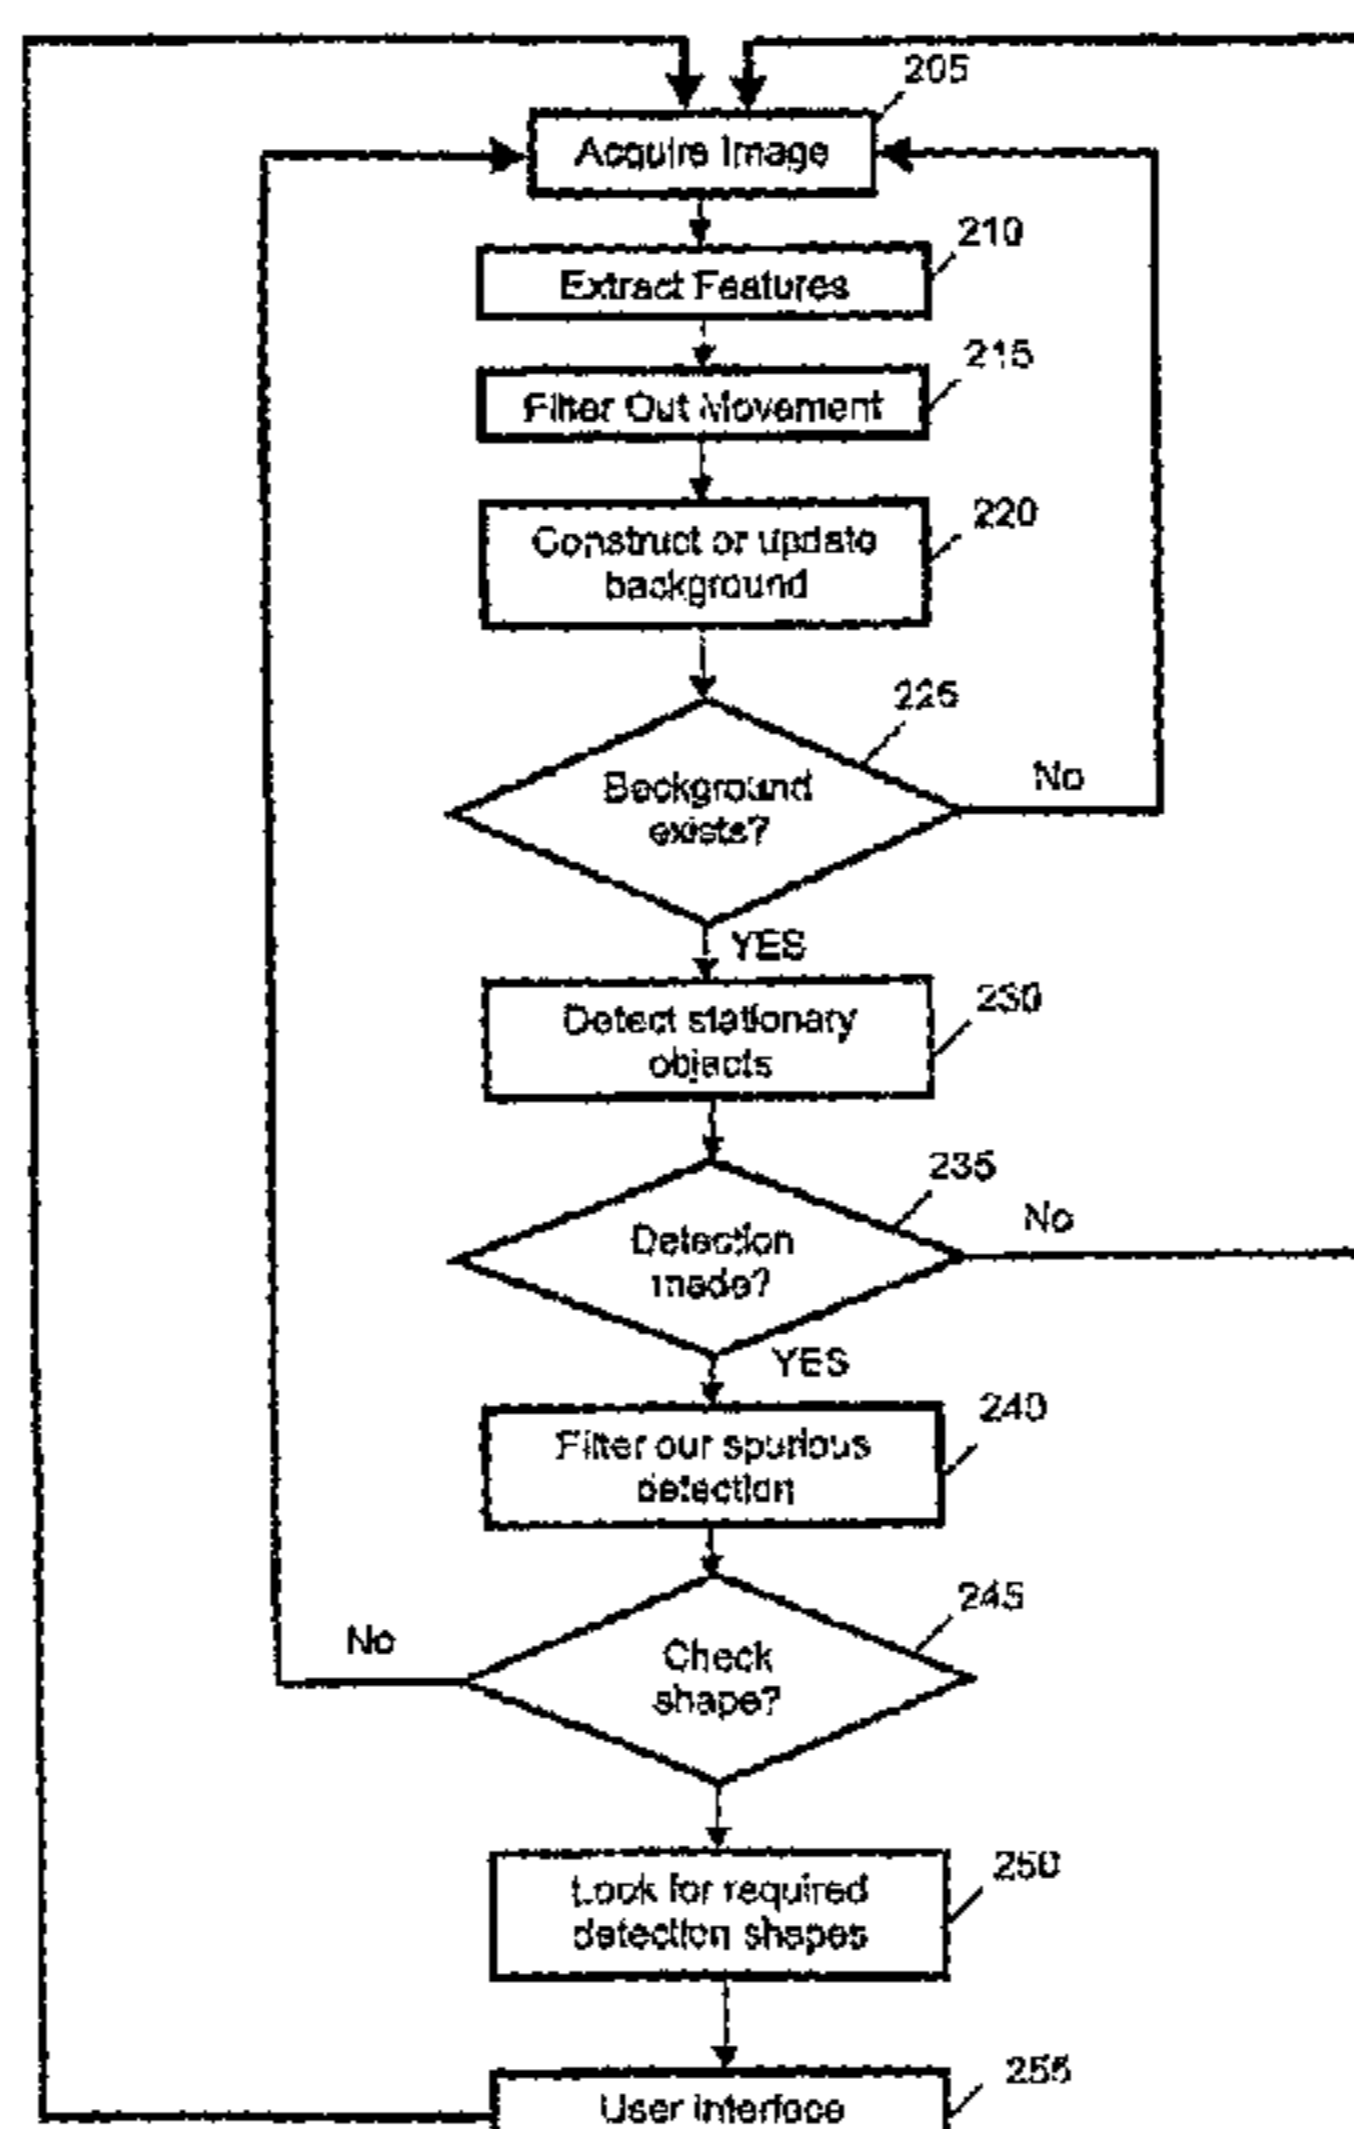 205
Acquire Image
210
Extract Features
215
Filter Out Movement
220
Construct or update
background
225
Background
exists?
No
YES
230
Detect stationary
objects
235
Detection
made?
No
YES
240
Filter our spurious
detection
245
Check
shape?
No
250
Look for required
detection shapes
255
User Interface